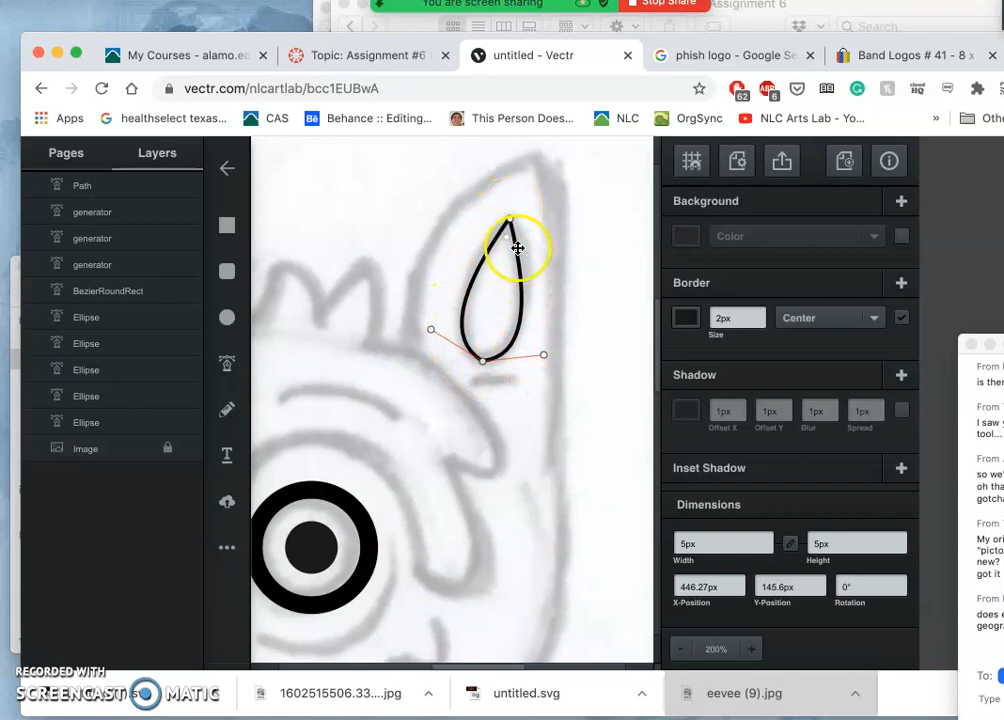 You are screen sharing
Stop Share
Assignment 6
Search
My Courses - alamo.ec
Topic: Assignment #6
untitled - Vectr
phish logo - Google Se
Band Logos # 41 - 8 x
vectr.com/nlcartlab/bcc1EUBwA
62
6
Apps
healthselect texas...
CAS
Behance :: Editing...
This Person Does...
NLC
OrgSync
NLC Arts Lab - Yo...
»
Othe
Pages
Layers
Path
generator
generator
generator
BezierRoundRect
Ellipse
Ellipse
Ellipse
Ellipse
Ellipse
Image
T
Background
Color
Border
2px
Center
Size
Shadow
1px
1px
1px
1px
Offset X
Offset Y
Blur
Spread
Inset Shadow
Dimensions
5px
5px
Width
Height
446.27px
145.6px
0°
X-Position
Y-Position
Rotation
- 200% +
From
is ther
From
I saw y
tool...
From
so we'
oh tha
gotcha
From
My ori
"picto
new?
got it
From
does e
geogra
To:
Type
RECORDED WITH
SCREENCAST MATIC
1602515506.33....jpg
untitled.svg
eevee (9).jpg